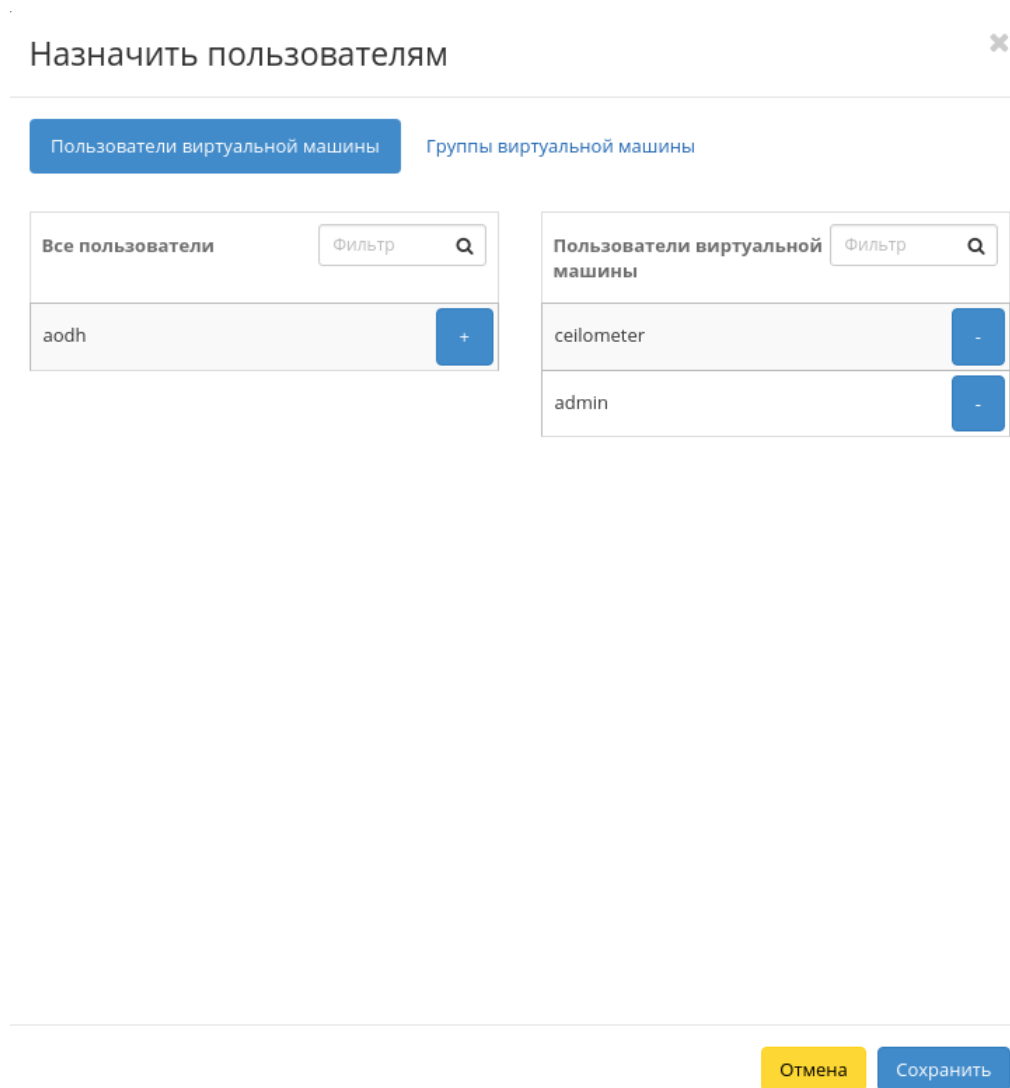 Назначить пользователям
Пользователи виртуальной машины
Группы виртуальной машины
Все пользователи
Фильтр
aodh
+
Пользователи виртуальной
машины
Фильтр
ceilometer
-
admin
-
Отмена
Сохранить